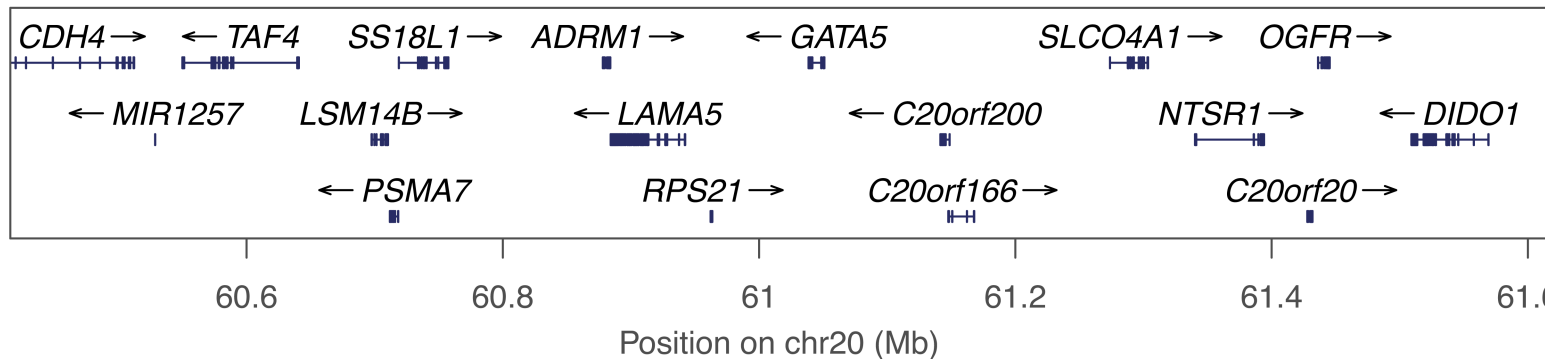 CDH4→ ←TAF4 SS18L1→ ADRM1→ ←GATA5 SLCO4A1→ OGFR→
←MIR1257 LSM14B→ ←LAMA5 ←C20orf200 NTSR1→ ←DIDO1
←PSMA7 RPS21→ C20orf166→ C20orf20→
60.6 60.8 61 61.2 61.4
Position on chr20 (Mb)